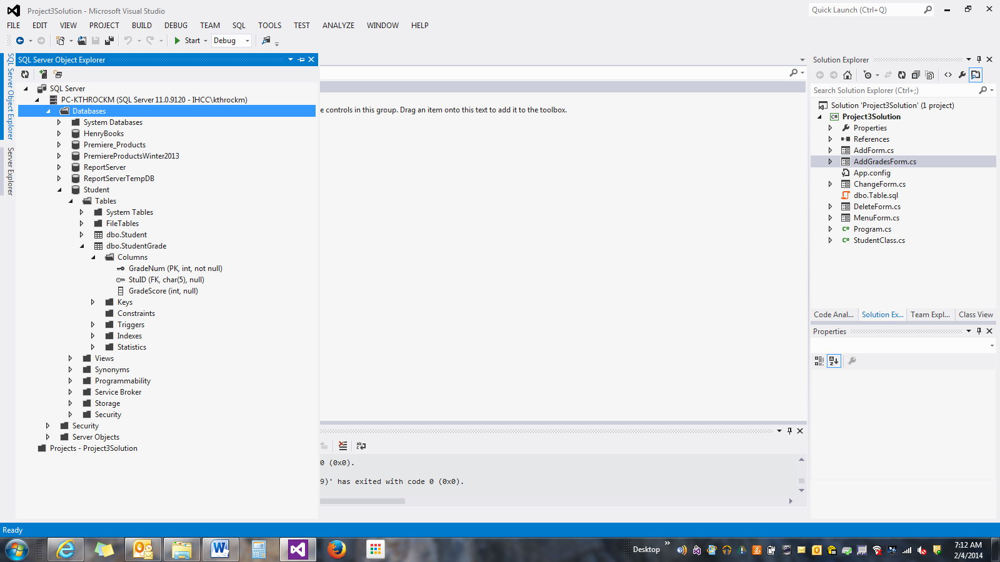 Project3Solution - Microsoft Visual Studio
Quick Launch (Ctrl+Q)
FILE EDIT VIEW PROJECT BUILD DEBUG TEAM SQL TOOLS TEST ANALYZE WINDOW HELP
Start Debug
SQL Server Object Explorer
Server Explorer
SQL Server Object Explorer
SQL Server
PC-KTHROCKM (SQL Server 11.0.9120 - IHCC\kthrockm)
Databases
System Databases
HenryBooks
Premiere_Products
PremiereProductsWinter2013
ReportServer
ReportServerTempDB
Student
Tables
System Tables
FileTables
dbo.Student
dbo.StudentGrade
Columns
GradeNum (PK, int, not null)
StuID (FK, char(5), null)
GradeScore (int, null)
Keys
Constraints
Triggers
Indexes
Statistics
Views
Synonyms
Programmability
Service Broker
Storage
Security
Security
Server Objects
Projects - Project3Solution
e controls in this group. Drag an item onto this text to add it to the toolbox.
0 (0x0).
9)' has exited with code 0 (0x0).
Solution Explorer
Search Solution Explorer (Ctrl+;)
Solution 'Project3Solution' (1 project)
Project3Solution
Properties
References
AddForm.cs
AddGradesForm.cs
App.config
ChangeForm.cs
dbo.Table.sql
DeleteForm.cs
MenuForm.cs
Program.cs
StudentClass.cs
Code Anal... Solution Ex... Team Expl... Class View
Properties
Ready
Desktop
7:12 AM
2/4/2014